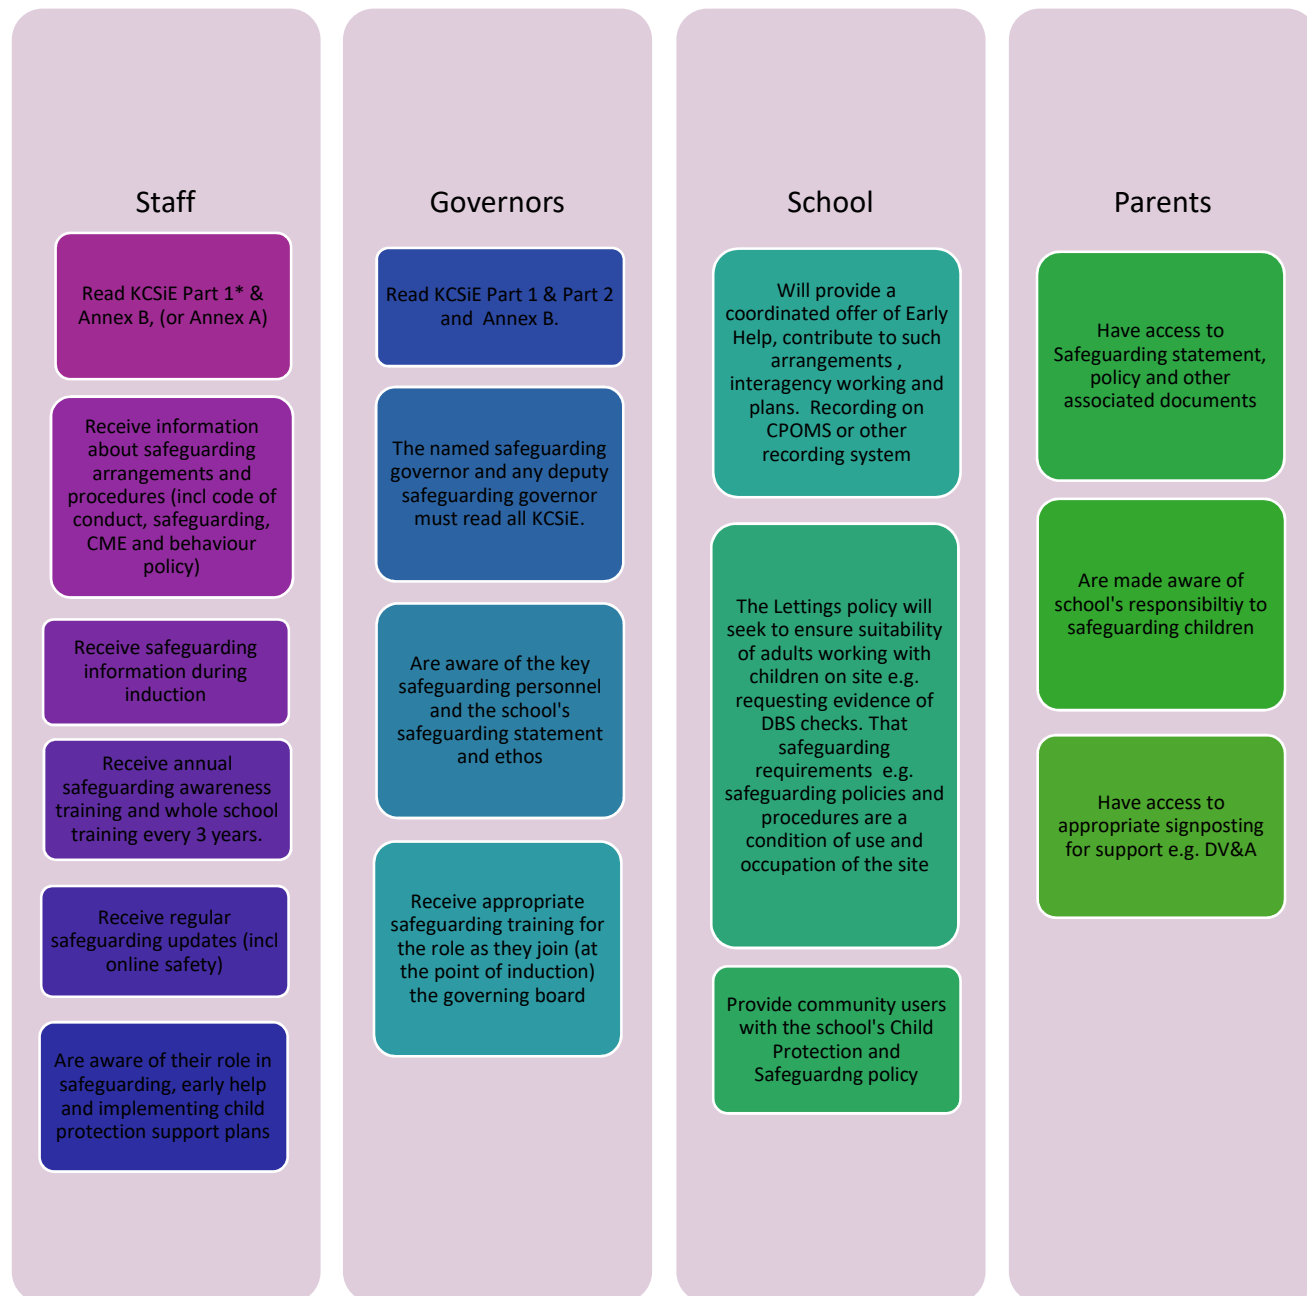 Staff
Read KCSiE Part 1* &
Annex B, (or Annex A)
Receive information
about safeguarding
arrangements and
procedures (incl code of
conduct, safeguarding,
CME and behaviour
policy)
Receive safeguarding
information during
induction
Receive annual
safeguarding awareness
training and whole school
training every 3 years.
Receive regular
safeguarding updates (incl
online safety)
Are aware of their role in
safeguarding, early help
and implementing child
protection support plans
Governors
Read KCSiE Part 1 & Part 2
and Annex B.
The named safeguarding
governor and any deputy
safeguarding governor
must read all KCSiE.
Are aware of the key
safeguarding personnel
and the school's
safeguarding statement
and ethos
Receive appropriate
safeguarding training for
the role as they join (at
the point of induction)
the governing board
School
Will provide a
coordinated offer of Early
Help, contribute to such
arrangements ,
interagency working and
plans. Recording on
CPOMS or other
recording system
The Lettings policy will
seek to ensure suitability
of adults working with
children on site e.g.
requesting evidence of
DBS checks. That
safeguarding
requirements e.g.
safeguarding policies and
procedures are a
condition of use and
occupation of the site
Provide community users
with the school's Child
Protection and
Safeguardng policy
Parents
Have access to
Safeguarding statement,
policy and other
associated documents
Are made aware of
school's responsibiltiy to
safeguarding children
Have access to
appropriate signposting
for support e.g. DV&A